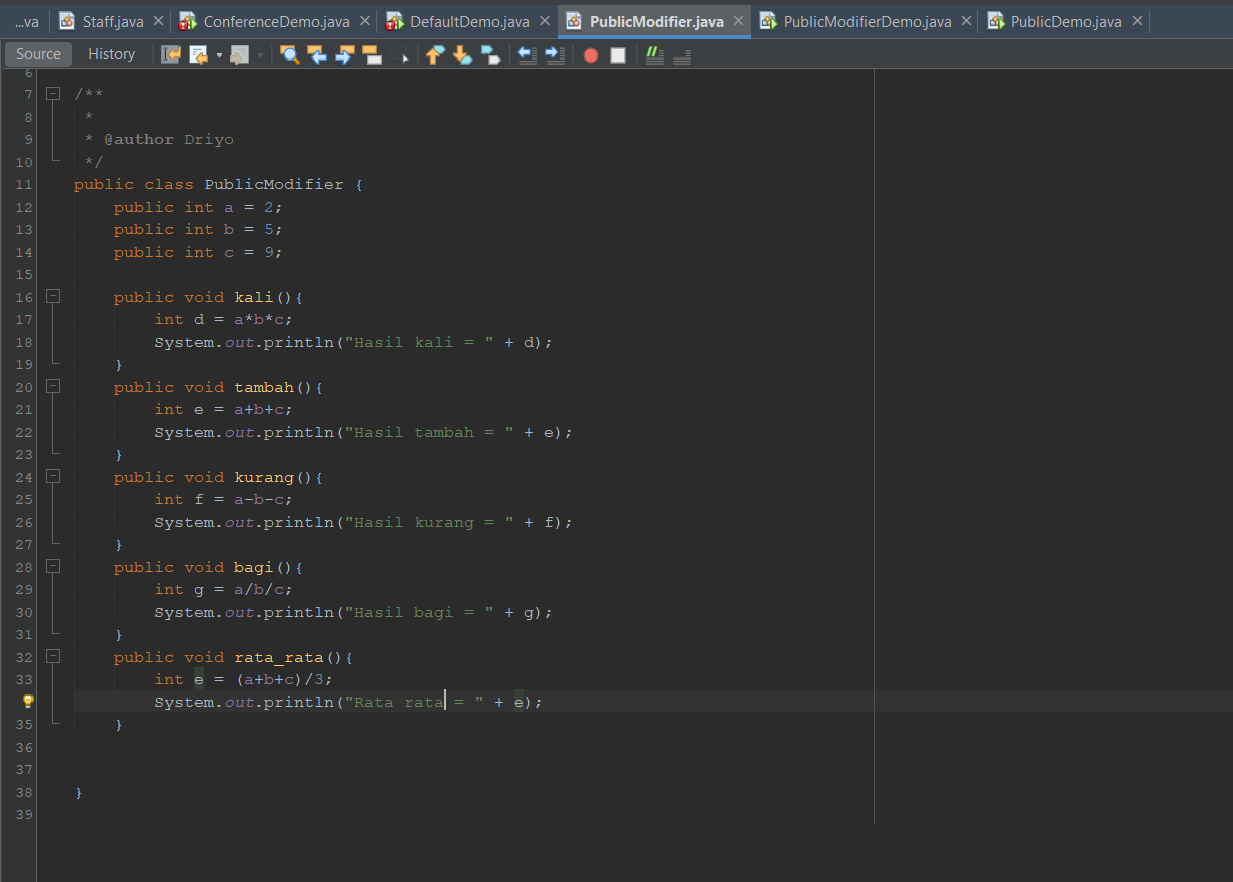 ...va Staff.java ConferenceDemo.java DefaultDemo.java PublicModifier.java PublicModifierDemo.java PublicDemo.java
Source History
6
7 /**
8  *
9  * @author Driyo
10  */
11 public class PublicModifier {
12     public int a = 2;
13     public int b = 5;
14     public int c = 9;
15
16     public void kali(){
17         int d = a*b*c;
18         System.out.println("Hasil kali = " + d);
19     }
20     public void tambah(){
21         int e = a+b+c;
22         System.out.println("Hasil tambah = " + e);
23     }
24     public void kurang(){
25         int f = a-b-c;
26         System.out.println("Hasil kurang = " + f);
27     }
28     public void bagi(){
29         int g = a/b/c;
30         System.out.println("Hasil bagi = " + g);
31     }
32     public void rata_rata(){
33         int e = (a+b+c)/3;
        System.out.println("Rata rata = " + e);
35     }
36
37
38 }
39